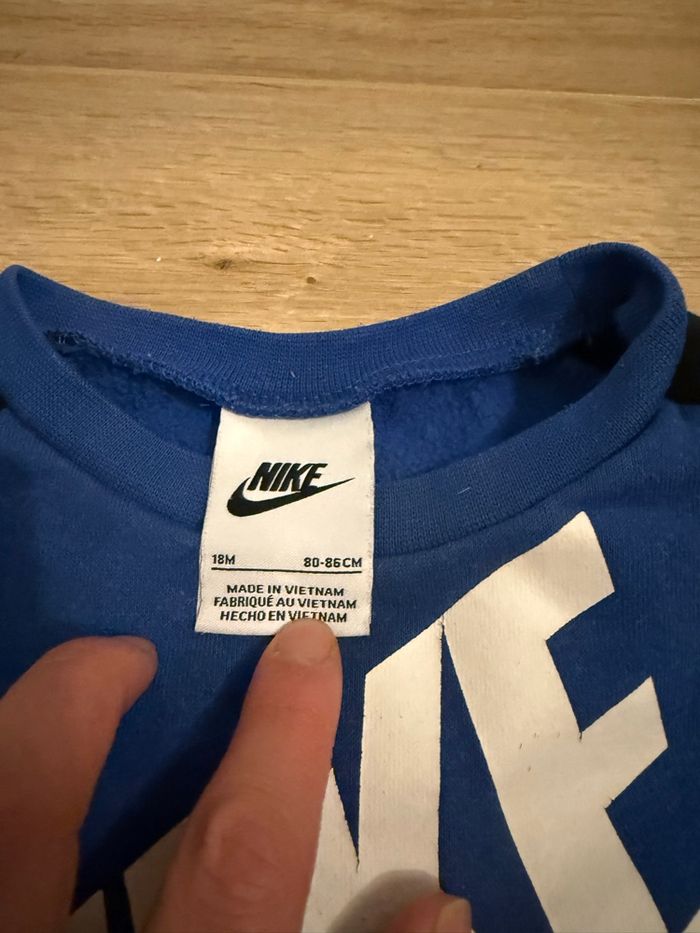 NIKE
18M 80-86CM
MADE IN VIETNAM
FABRIQUÉ AU VIETNAM
HECHO EN VIETNAM